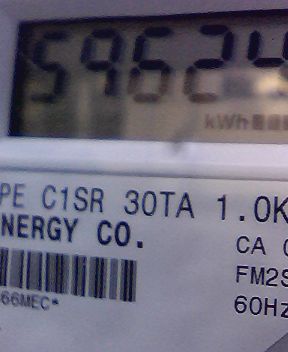 59624
kWh
PE C1SR 30TA 1.0K
NERGY CO.
CA
FM2S
66MEC*
60Hz